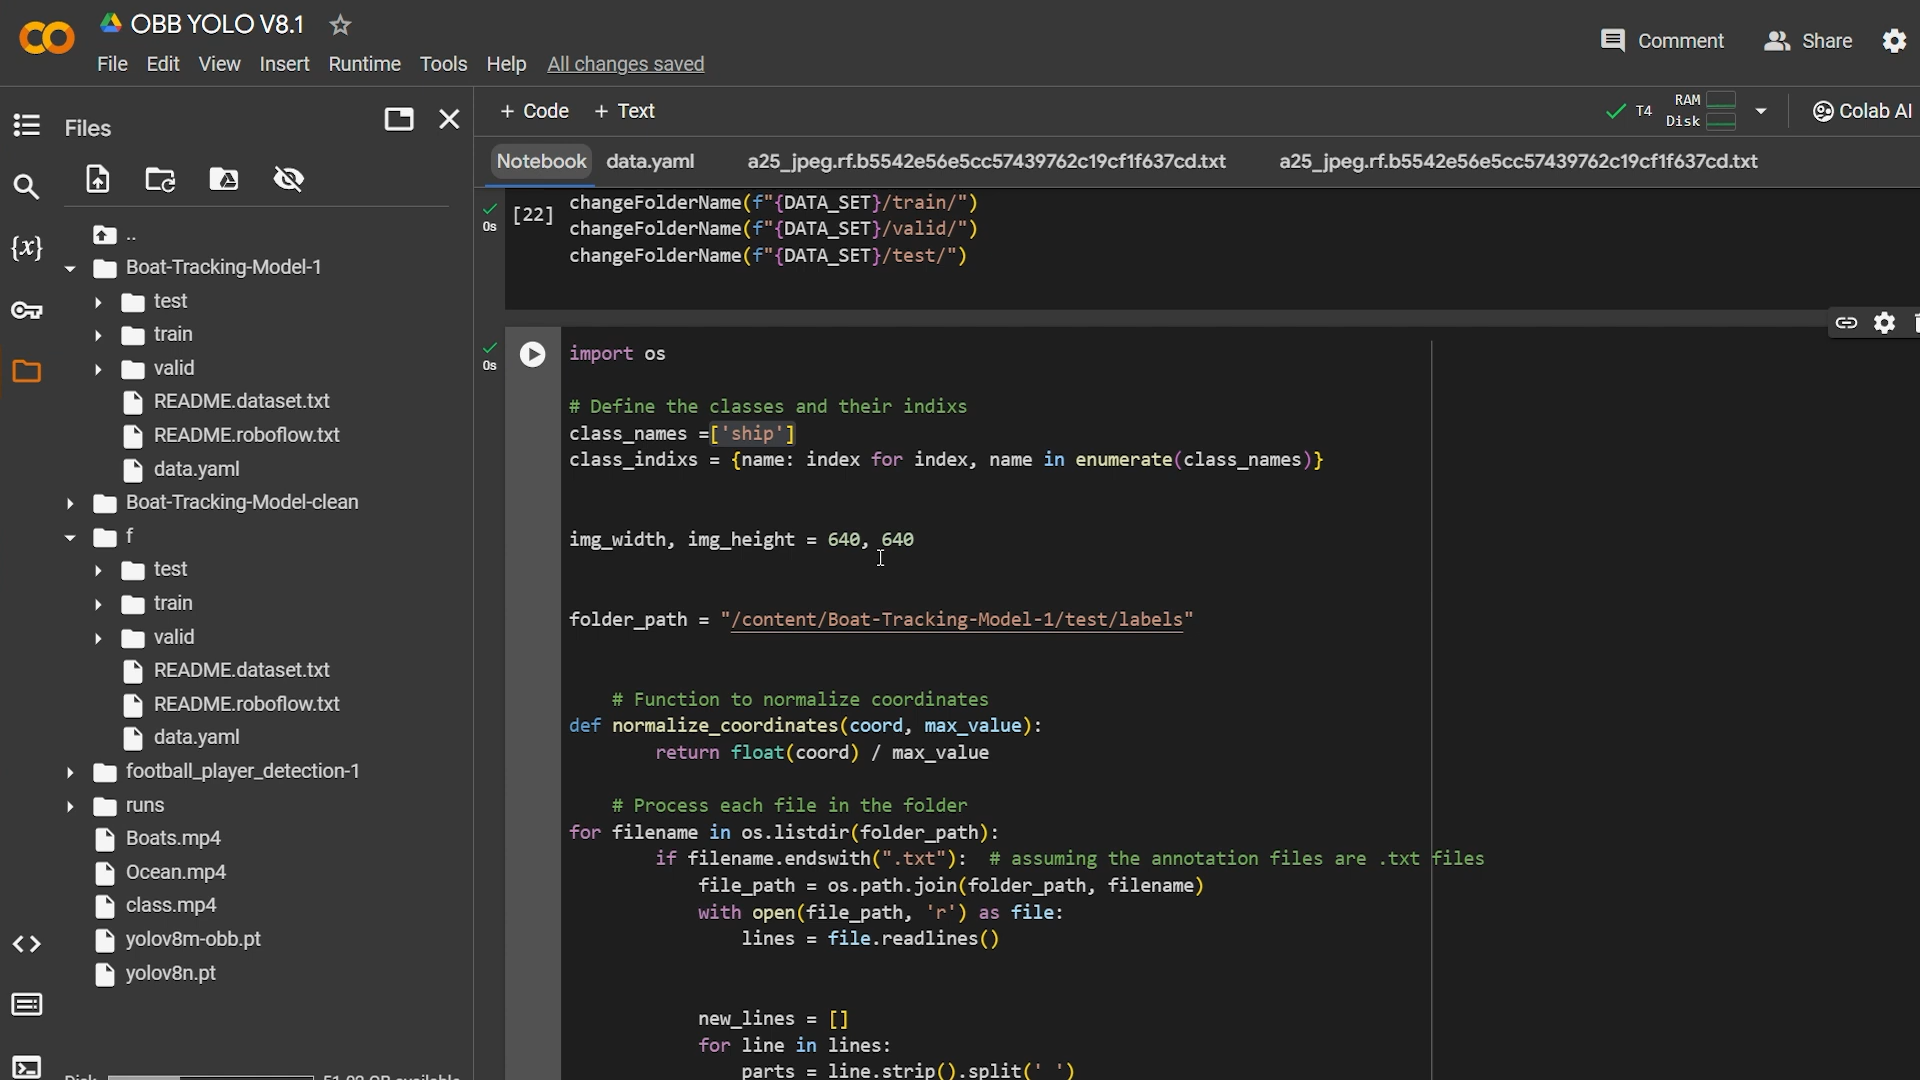 OBB YOLO V8.1
File Edit View Insert Runtime Tools Help All changes saved
Comment Share
Files
+ Code + Text
T4 RAM Disk
Colab AI
Notebook data.yaml a25_jpeg.rf.b5542e56e5cc57439762c19cf1f637cd.txt a25_jpeg.rf.b5542e56e5cc57439762c19cf1f637cd.txt
{x}
..
Boat-Tracking-Model-1
test
train
valid
README.dataset.txt
README.roboflow.txt
data.yaml
Boat-Tracking-Model-clean
f
test
train
valid
README.dataset.txt
README.roboflow.txt
data.yaml
football_player_detection-1
runs
Boats.mp4
Ocean.mp4
class.mp4
yolov8m-obb.pt
yolov8n.pt
0s [22]
changeFolderName(f"{DATA_SET}/train/")
changeFolderName(f"{DATA_SET}/valid/")
changeFolderName(f"{DATA_SET}/test/")
0s
import os
# Define the classes and their indixs
class_names =['ship']
class_indixs = {name: index for index, name in enumerate(class_names)}
img_width, img_height = 640, 640
folder_path = "/content/Boat-Tracking-Model-1/test/labels"
# Function to normalize coordinates
def normalize_coordinates(coord, max_value):
return float(coord) / max_value
# Process each file in the folder
for filename in os.listdir(folder_path):
if filename.endswith(".txt"): # assuming the annotation files are .txt files
file_path = os.path.join(folder_path, filename)
with open(file_path, 'r') as file:
lines = file.readlines()
new_lines = []
for line in lines:
parts = line.strip().split(' ')